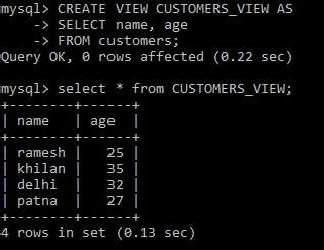 mysql> CREATE VIEW CUSTOMERS_VIEW AS
    -> SELECT name, age
    -> FROM customers;
Query OK, 0 rows affected (0.22 sec)
mysql> select * from CUSTOMERS_VIEW;
+--------+------+
| name   | age  |
+--------+------+
| ramesh |   25 |
| khilan |   35 |
| delhi  |   32 |
| patna  |   27 |
+--------+------+
4 rows in set (0.13 sec)